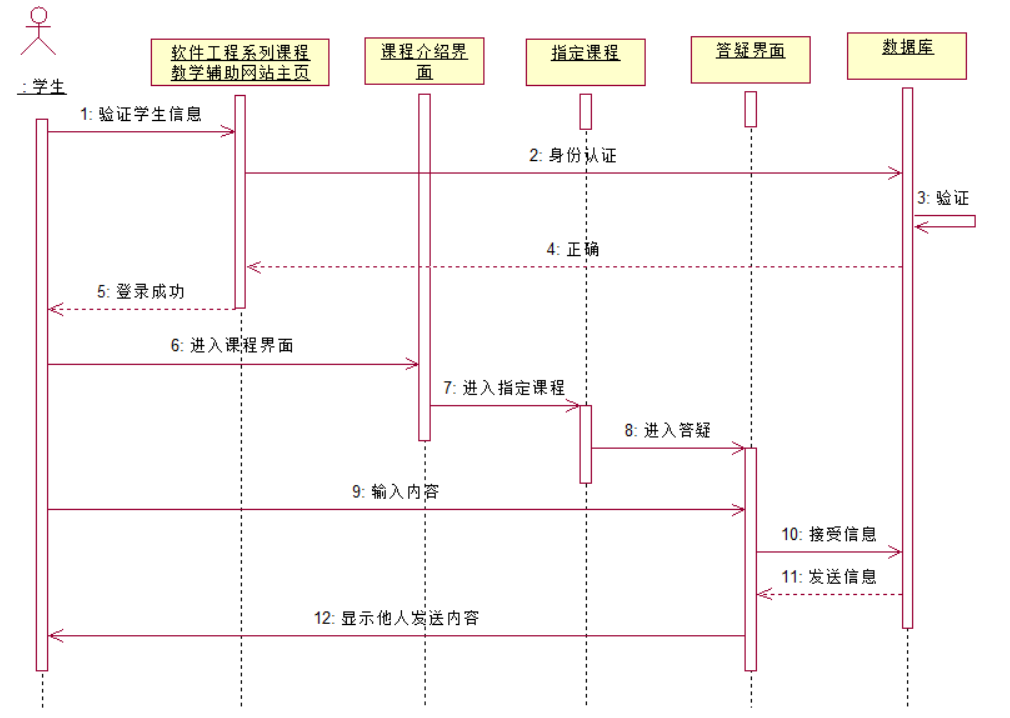 : 学生
软件工程系列课程
教学辅助网站主页
课程介绍界
面
指定课程
答疑界面
数据库
1: 验证学生信息
2: 身份认证
3: 验证
4: 正确
5: 登录成功
6: 进入课程界面
7: 进入指定课程
8: 进入答疑
9: 输入内容
10: 接受信息
11: 发送信息
12: 显示他人发送内容